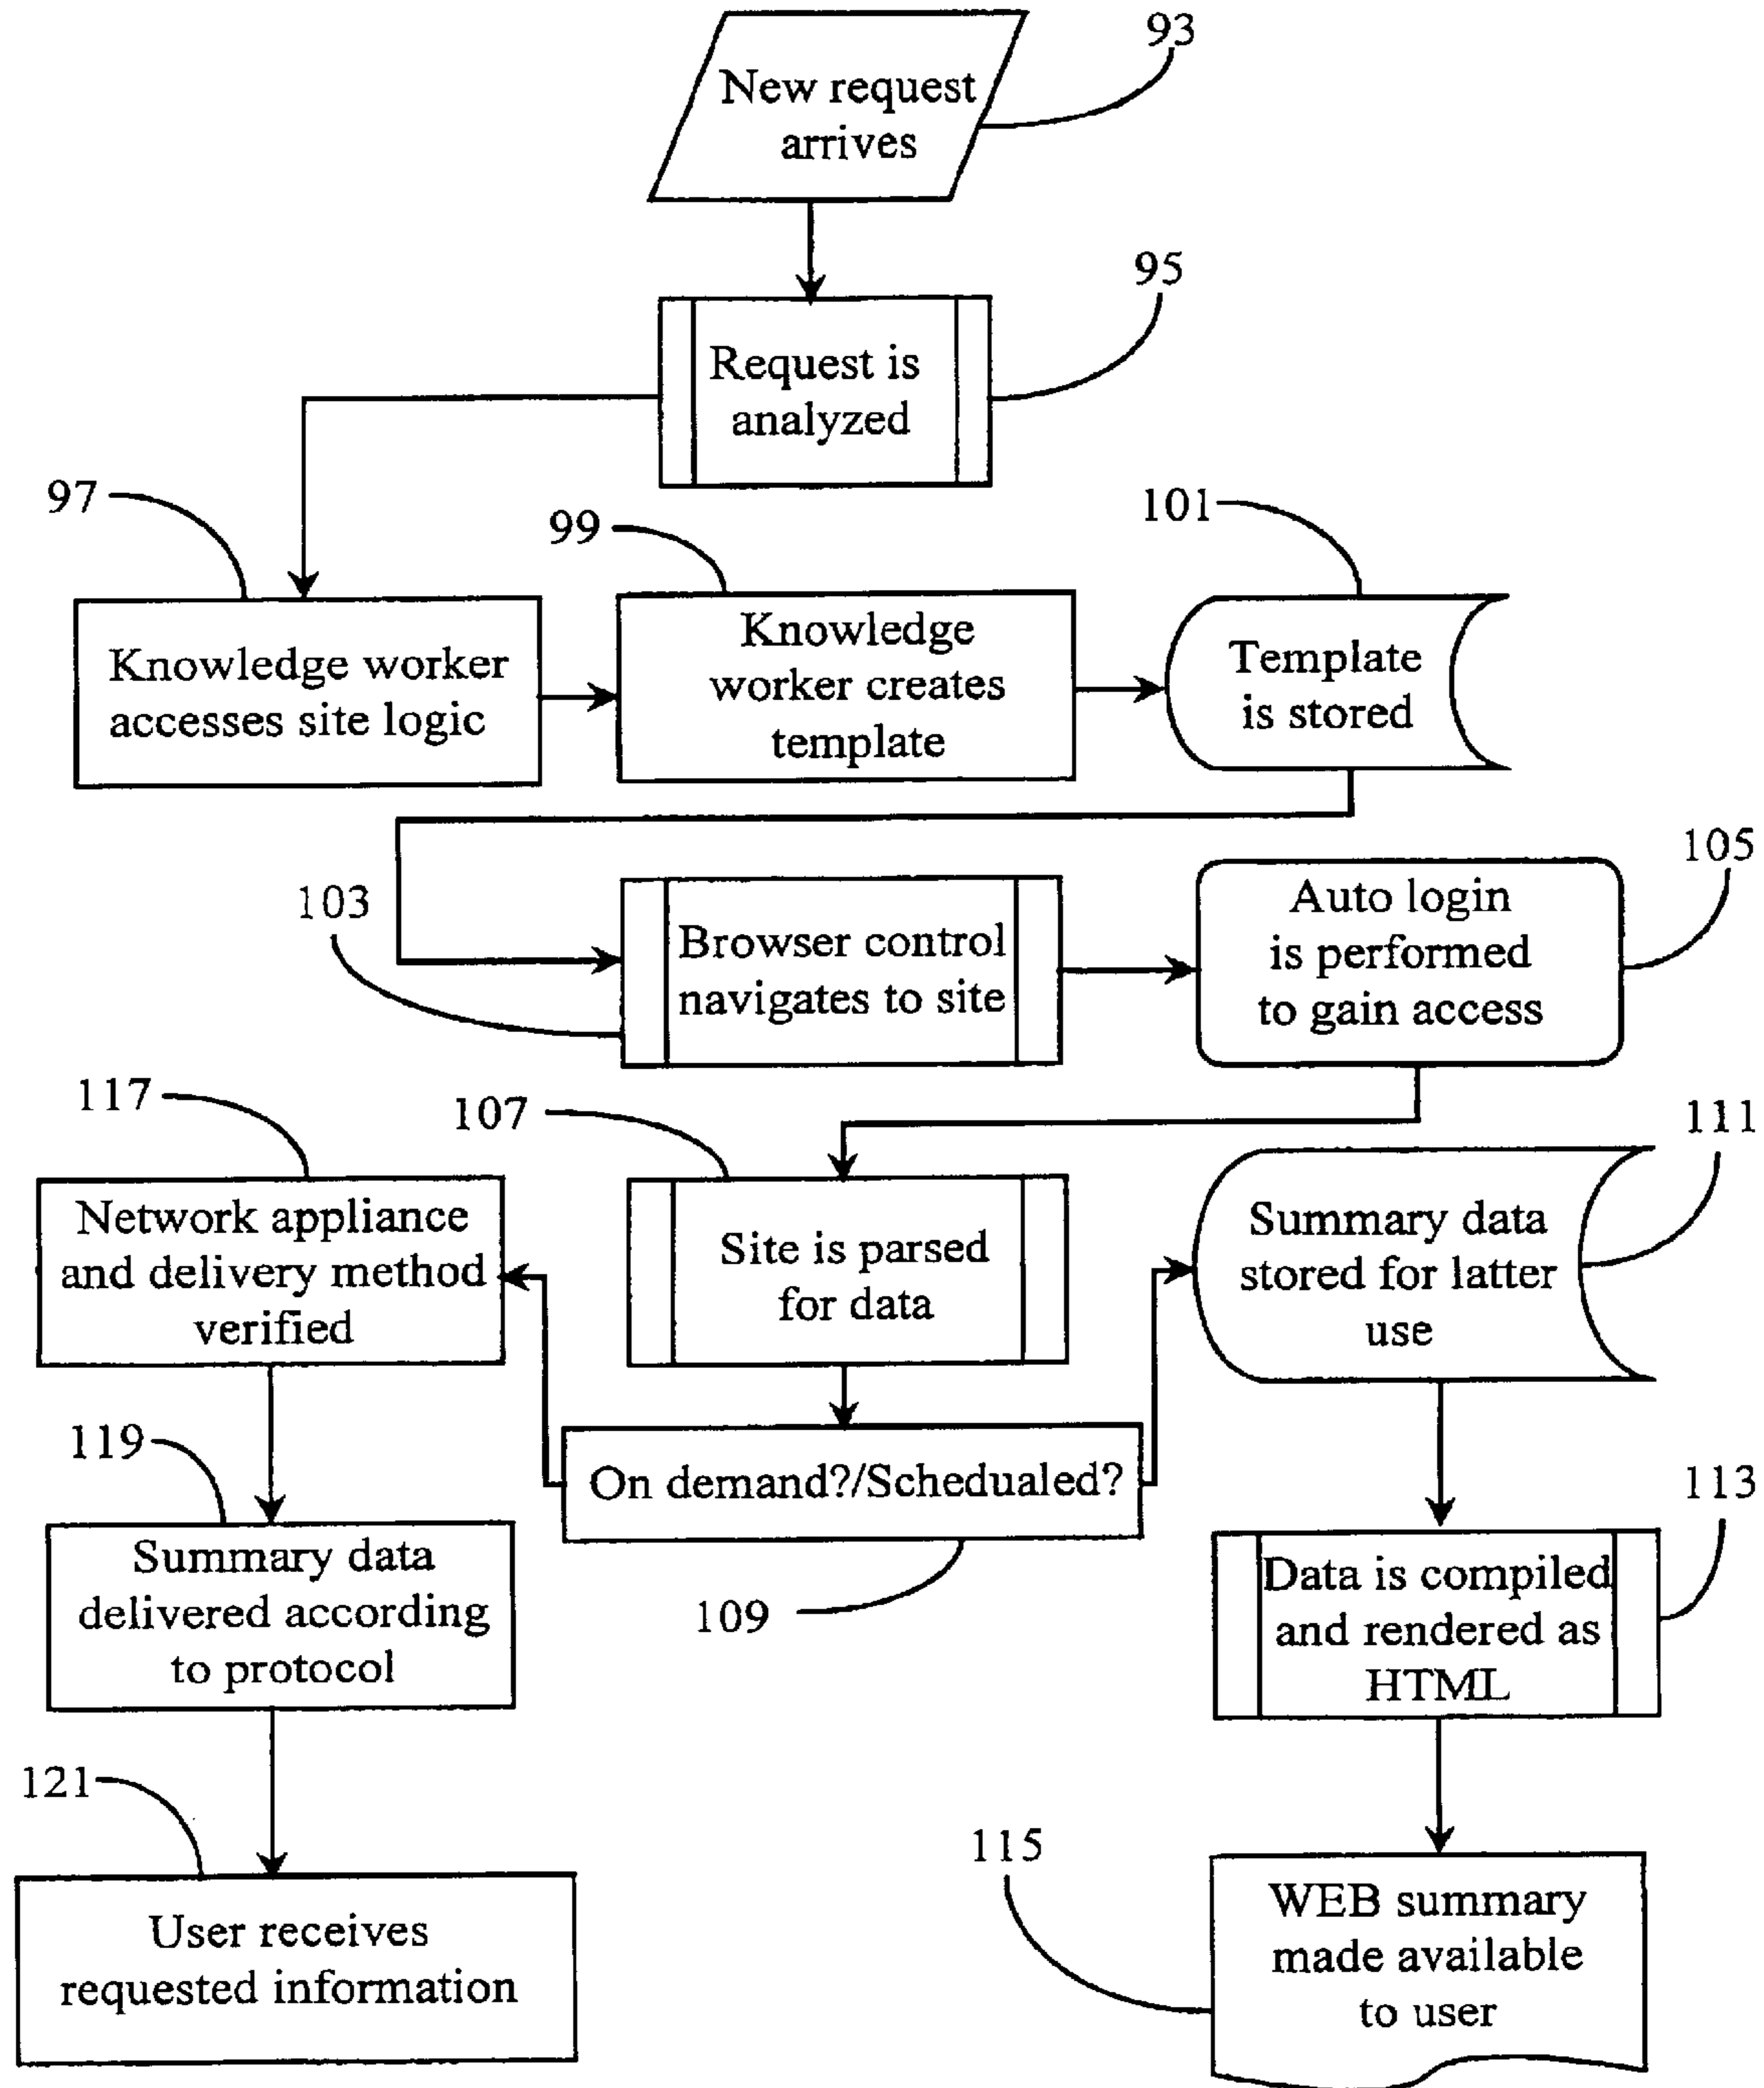 93
New request
arrives
95
Request is
analyzed
97
99
101
Knowledge worker
accesses site logic
Knowledge
worker creates
template
Template
is stored
103
Browser control
navigates to site
105
Auto login
is performed
to gain access
117
107
111
Network appliance
and delivery method
verified
Site is parsed
for data
Summary data
stored for latter
use
119
On demand?/Schedualed?
109
113
Summary data
delivered according
to protocol
Data is compiled
and rendered as
HTML
121
115
User receives
requested information
WEB summary
made available
to user